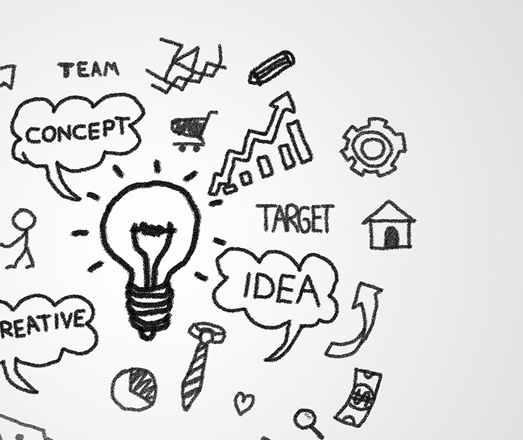 TEAM
CONCEPT
TARGET
IDEA
REATIVE
$